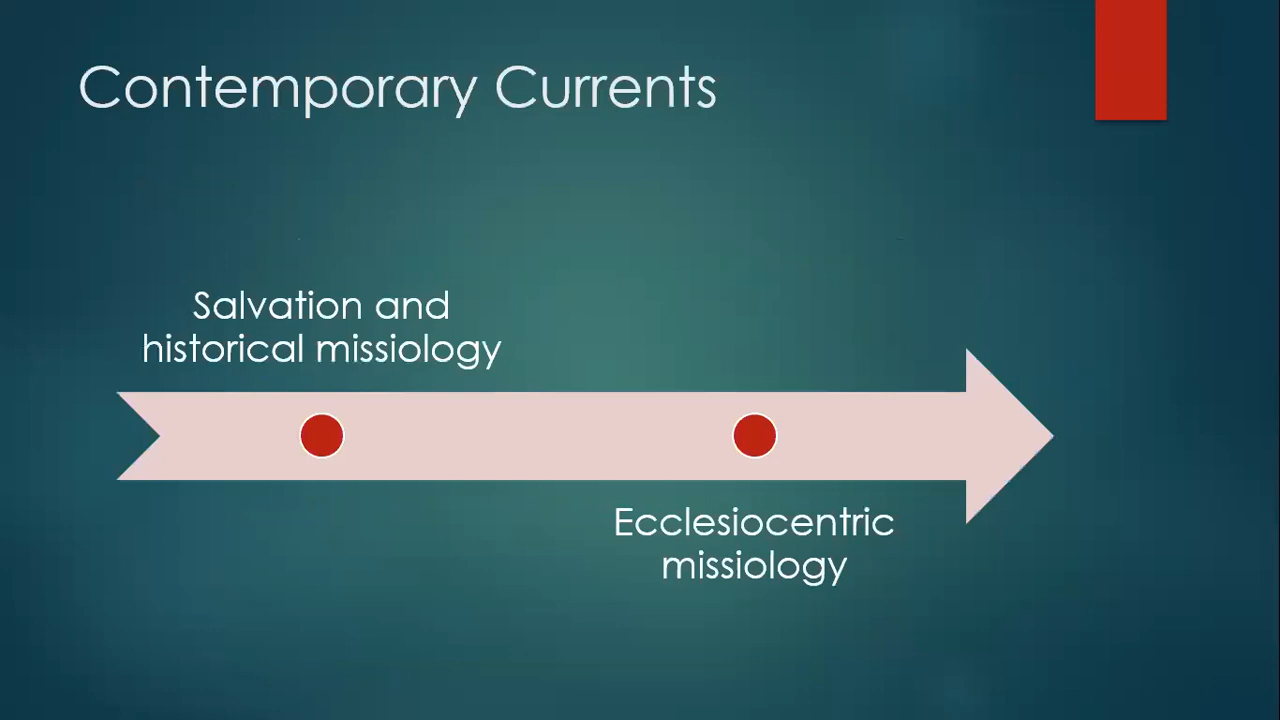 Contemporary Currents
Salvation and
historical missiology
Ecclesiocentric
missiology